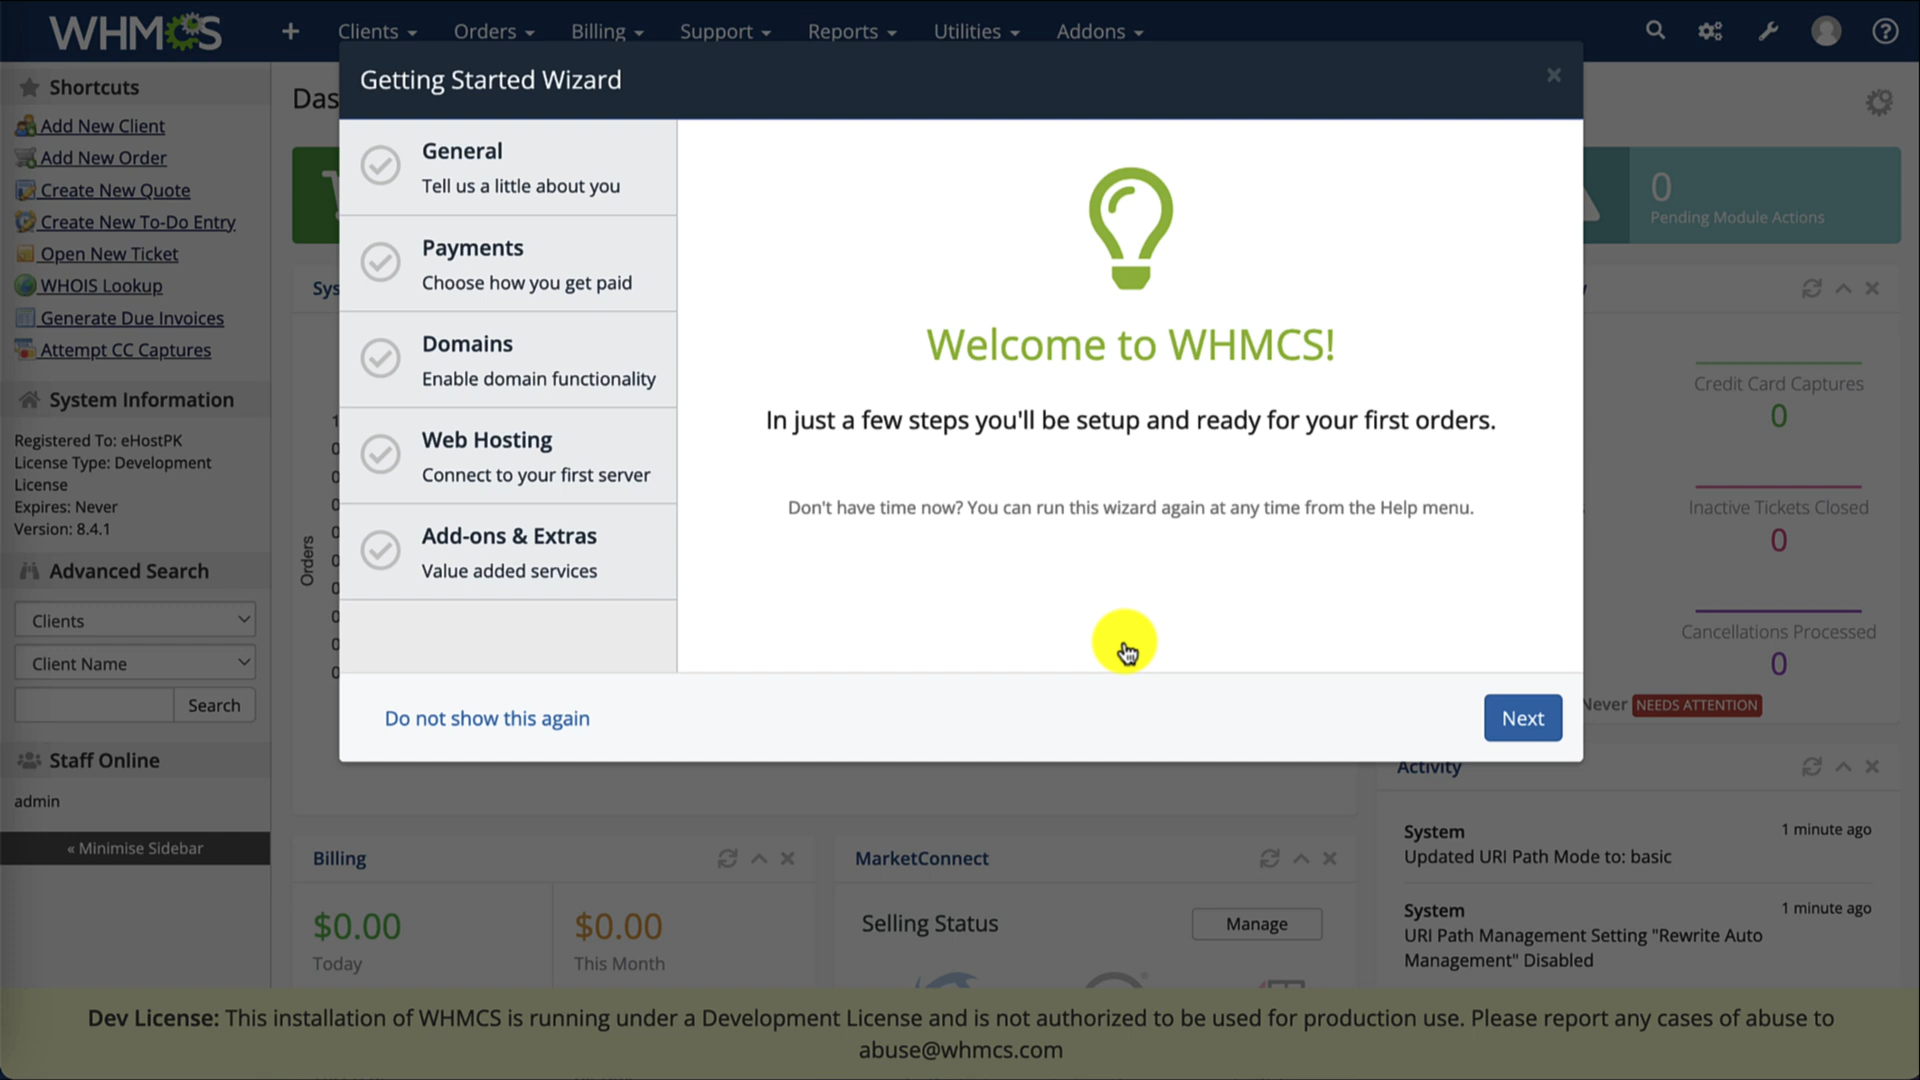 WHMCS
Clients
Orders
Billing
Support
Reports
Utilities
Addons
Shortcuts
Add New Client
Add New Order
Create New Quote
Create New To-Do Entry
Open New Ticket
WHOIS Lookup
Generate Due Invoices
Attempt CC Captures
System Information
Registered To: eHostPK
License Type: Development
License
Expires: Never
Version: 8.4.1
Advanced Search
Clients
Client Name
Search
Staff Online
admin
« Minimise Sidebar
Das
Getting Started Wizard
General
Tell us a little about you
Payments
Choose how you get paid
Domains
Enable domain functionality
Web Hosting
Connect to your first server
Add-ons & Extras
Value added services
Welcome to WHMCS!
In just a few steps you'll be setup and ready for your first orders.
Don't have time now? You can run this wizard again at any time from the Help menu.
Do not show this again
Next
0
Pending Module Actions
Sys
Orders
Credit Card Captures
0
Inactive Tickets Closed
0
Cancellations Processed
0
Never NEEDS ATTENTION
Billing
$0.00
Today
$0.00
This Month
MarketConnect
Selling Status
Manage
Activity
System
1 minute ago
Updated URI Path Mode to: basic
System
1 minute ago
URI Path Management Setting "Rewrite Auto
Management" Disabled
Dev License: This installation of WHMCS is running under a Development License and is not authorized to be used for production use. Please report any cases of abuse to
abuse@whmcs.com